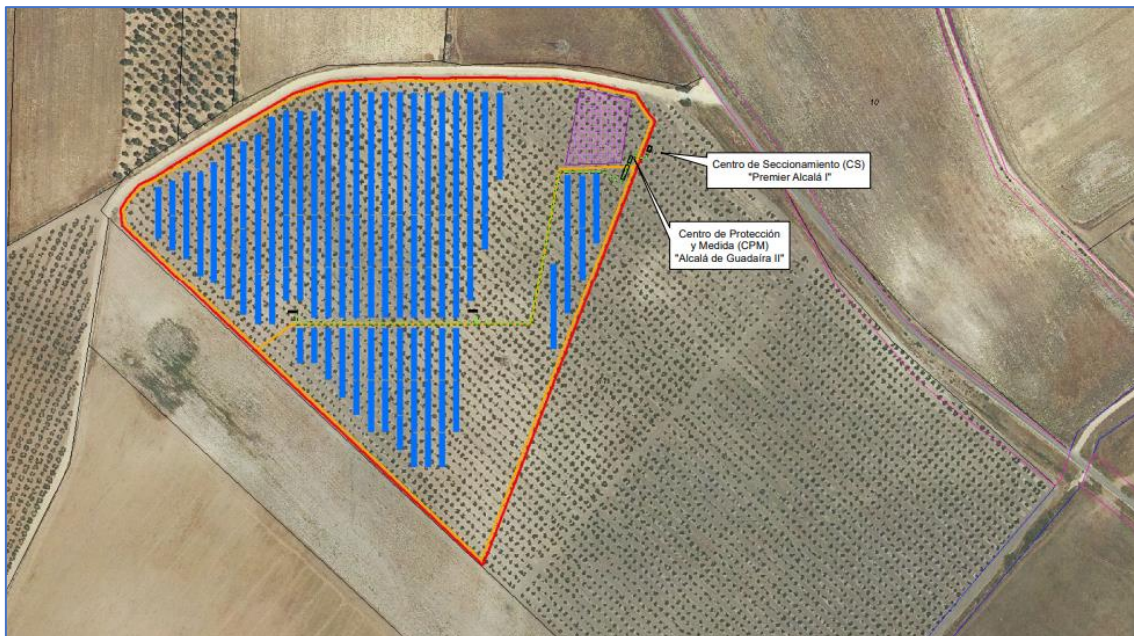 10
Centro de Seccionamiento (CS)
"Premier Alcalá I"
Centro de Protección
y Medida (CPM)
"Alcalá de Guadaíra II"